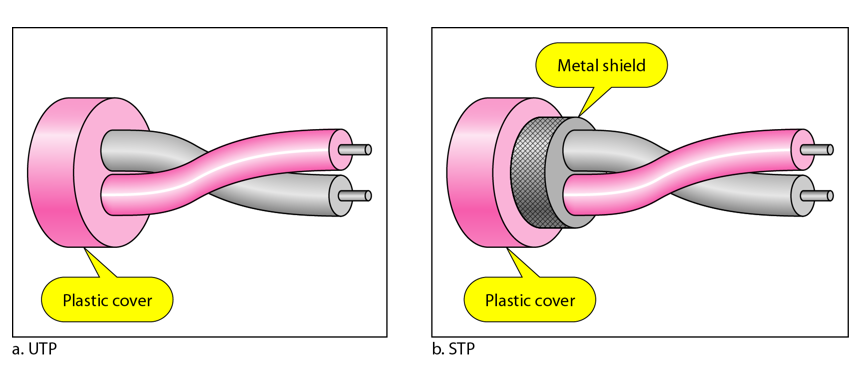 Metal shield
Plastic cover
Plastic cover
a. UTP
b. STP